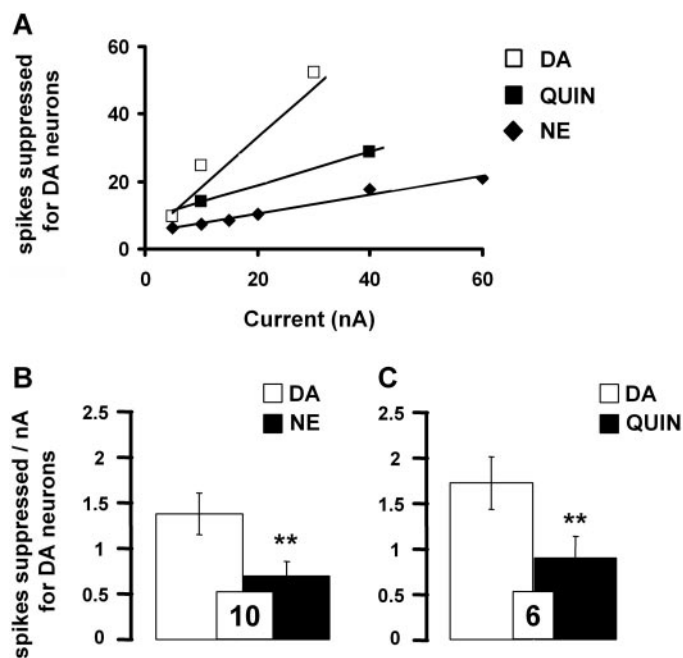 A
spikes suppressed
for DA neurons
60
40
20
0
0 20 40 60
Current (nA)
DA
QUIN
NE
B
DA
NE
spikes suppressed / nA
for DA neurons
2.5
2
1.5
1
0.5
0
**
10
C
DA
QUIN
2.5
2
1.5
1
0.5
0
**
6